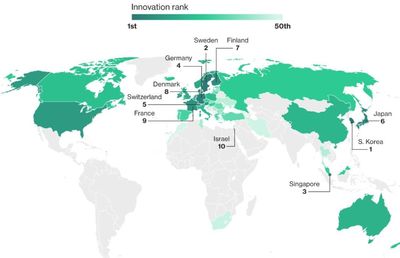 Innovation rank
1st
50th
Sweden
2
Finland
7
Germany
4
Denmark
8
Switzerland
5
France
9
Israel
10
Japan
6
S. Korea
1
Singapore
3